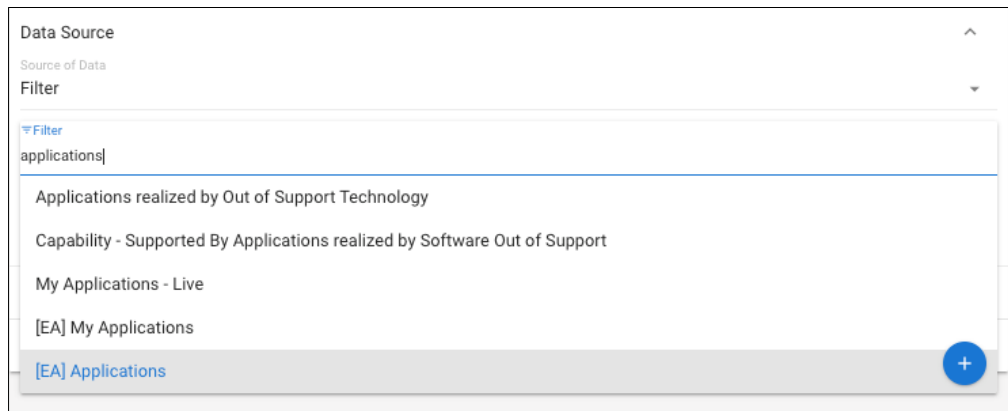 Data Source
Source of Data
Filter
Filter
applications
Applications realized by Out of Support Technology
Capability - Supported By Applications realized by Software Out of Support
My Applications - Live
[EA] My Applications
[EA] Applications
+